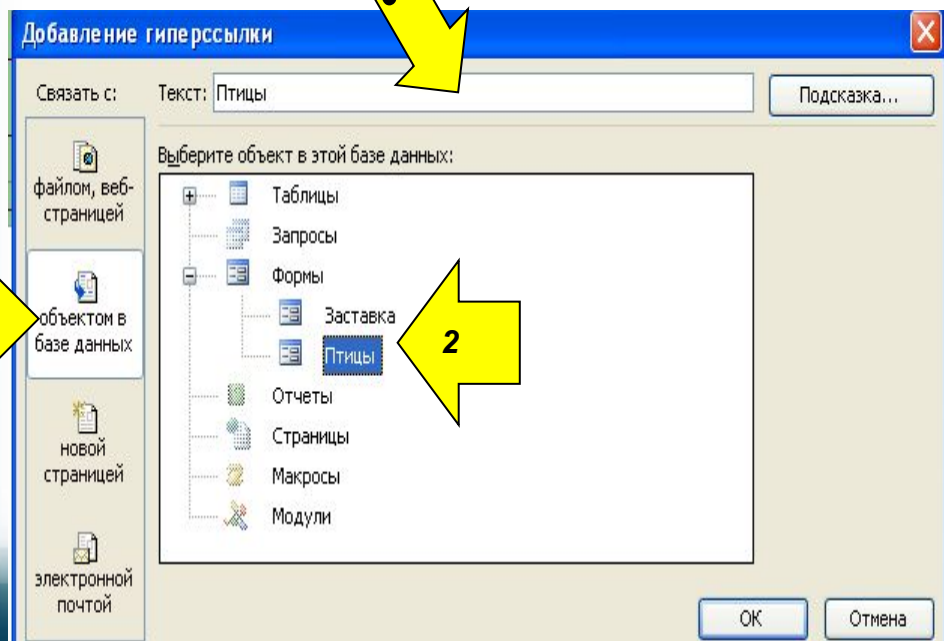 Добавление гиперссылки
Связать с:
Текст: Птицы
Подсказка...
Выберите объект в этой базе данных:
файлом, веб-
страницей
объектом в
базе данных
новой
страницей
электронной
почтой
Таблицы
Запросы
Формы
Заставка
Птицы
2
Отчеты
Страницы
Макросы
Модули
ОК
Отмена